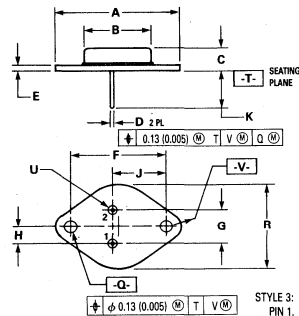 A
B
C
-T-
SEATING
PLANE
E
K
D 2 PL
⌖ 0.13 (0.005) Ⓜ T V Ⓜ Q Ⓜ
F
J
U
-V-
2
H
G
R
1
-Q-
⌖ ϕ 0.13 (0.005) Ⓜ T V Ⓜ
STYLE 3:
PIN 1.